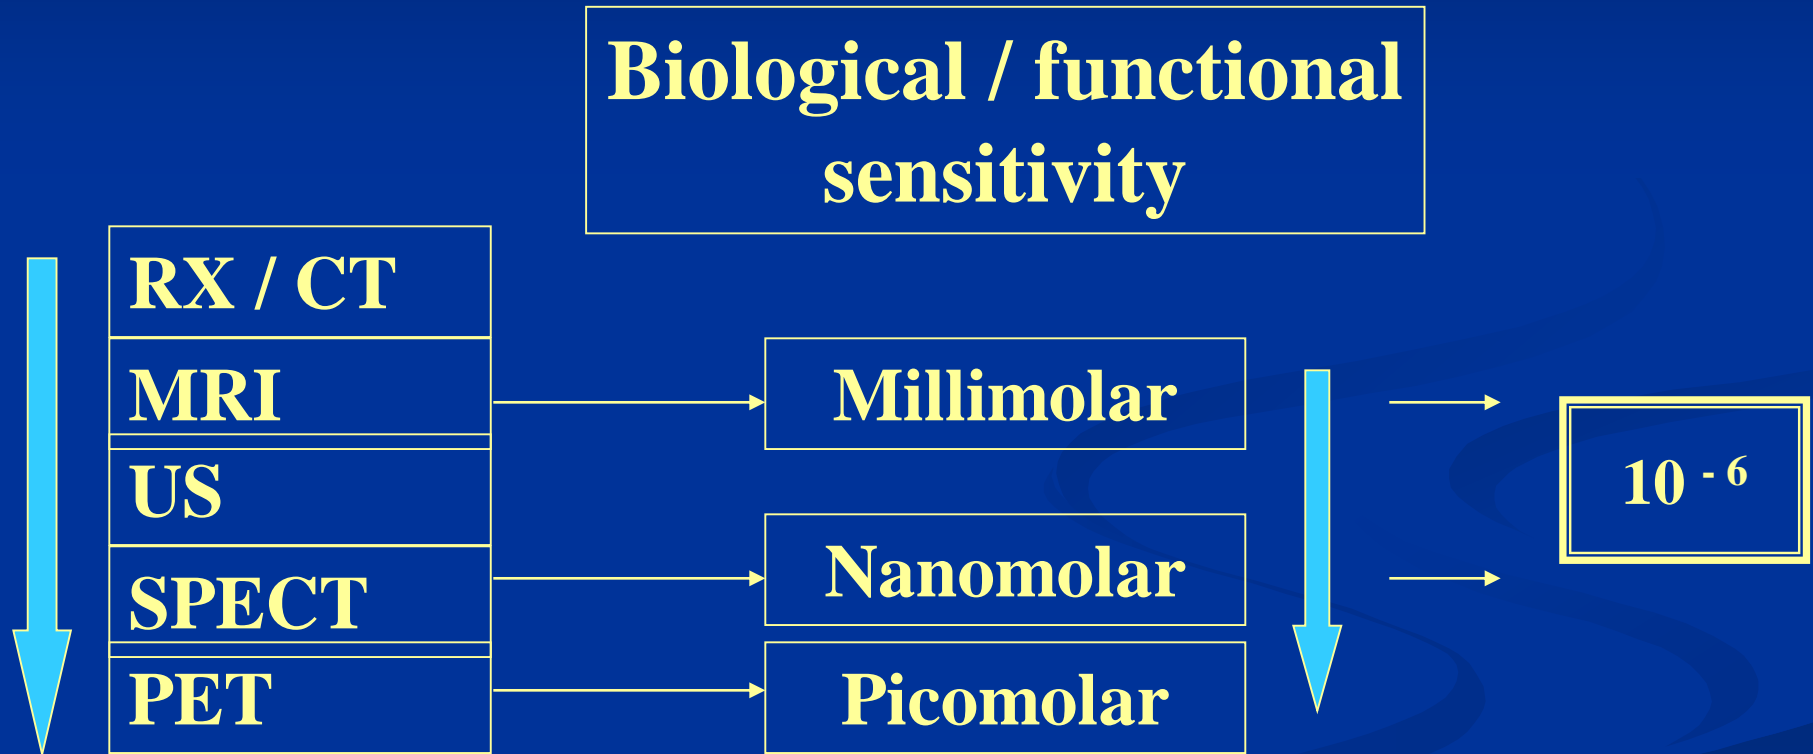 Biological / functional
sensitivity
RX / CT
MRI
US
SPECT
PET
Millimolar
Nanomolar
Picomolar
10 - 6